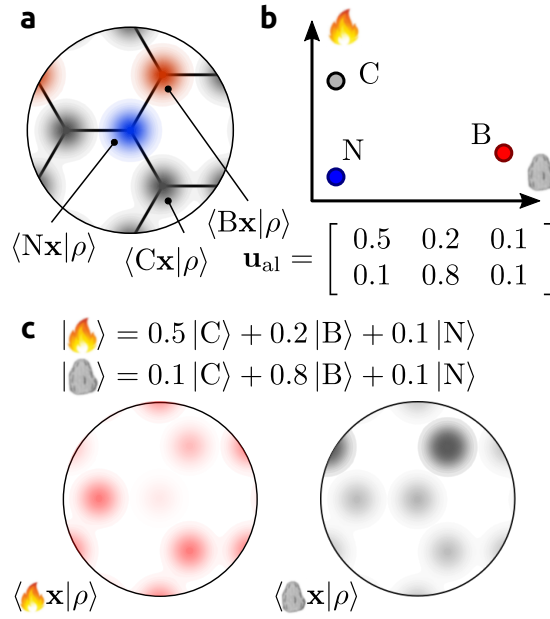 a
⟨Nx|ρ⟩
⟨Cx|ρ⟩
⟨Bx|ρ⟩
b
🔥
C
B
N
u_al = [ 0.5 0.2 0.1
0.1 0.8 0.1 ]
c
|🔥⟩ = 0.5 |C⟩ + 0.2 |B⟩ + 0.1 |N⟩
|🪨⟩ = 0.1 |C⟩ + 0.8 |B⟩ + 0.1 |N⟩
⟨🔥x|ρ⟩
⟨🪨x|ρ⟩